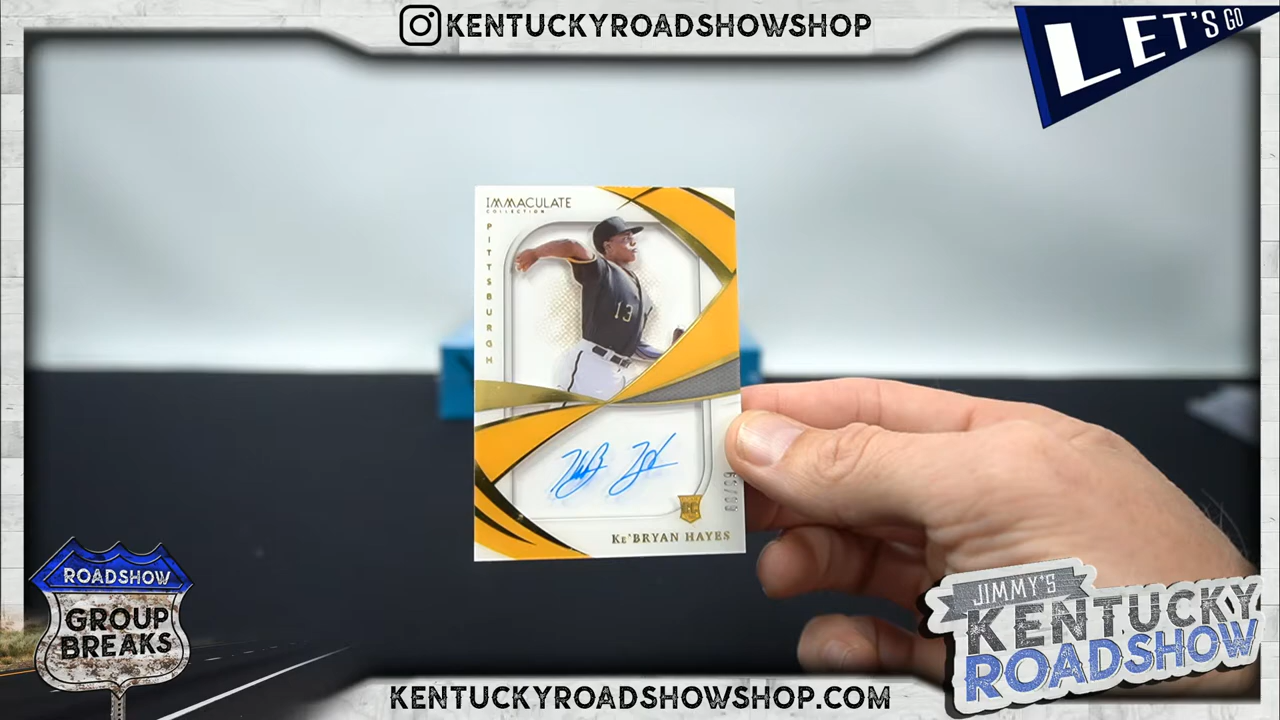 KENTUCKYROADSHOWSHOP
LET'S GO
IMMACULATE
COLLECTION
PITTSBURGH
13
RC
KE'BRYAN HAYES
ROADSHOW
GROUP
BREAKS
JIMMY'S
KENTUCKY
ROADSHOW
KENTUCKYROADSHOWSHOP.COM